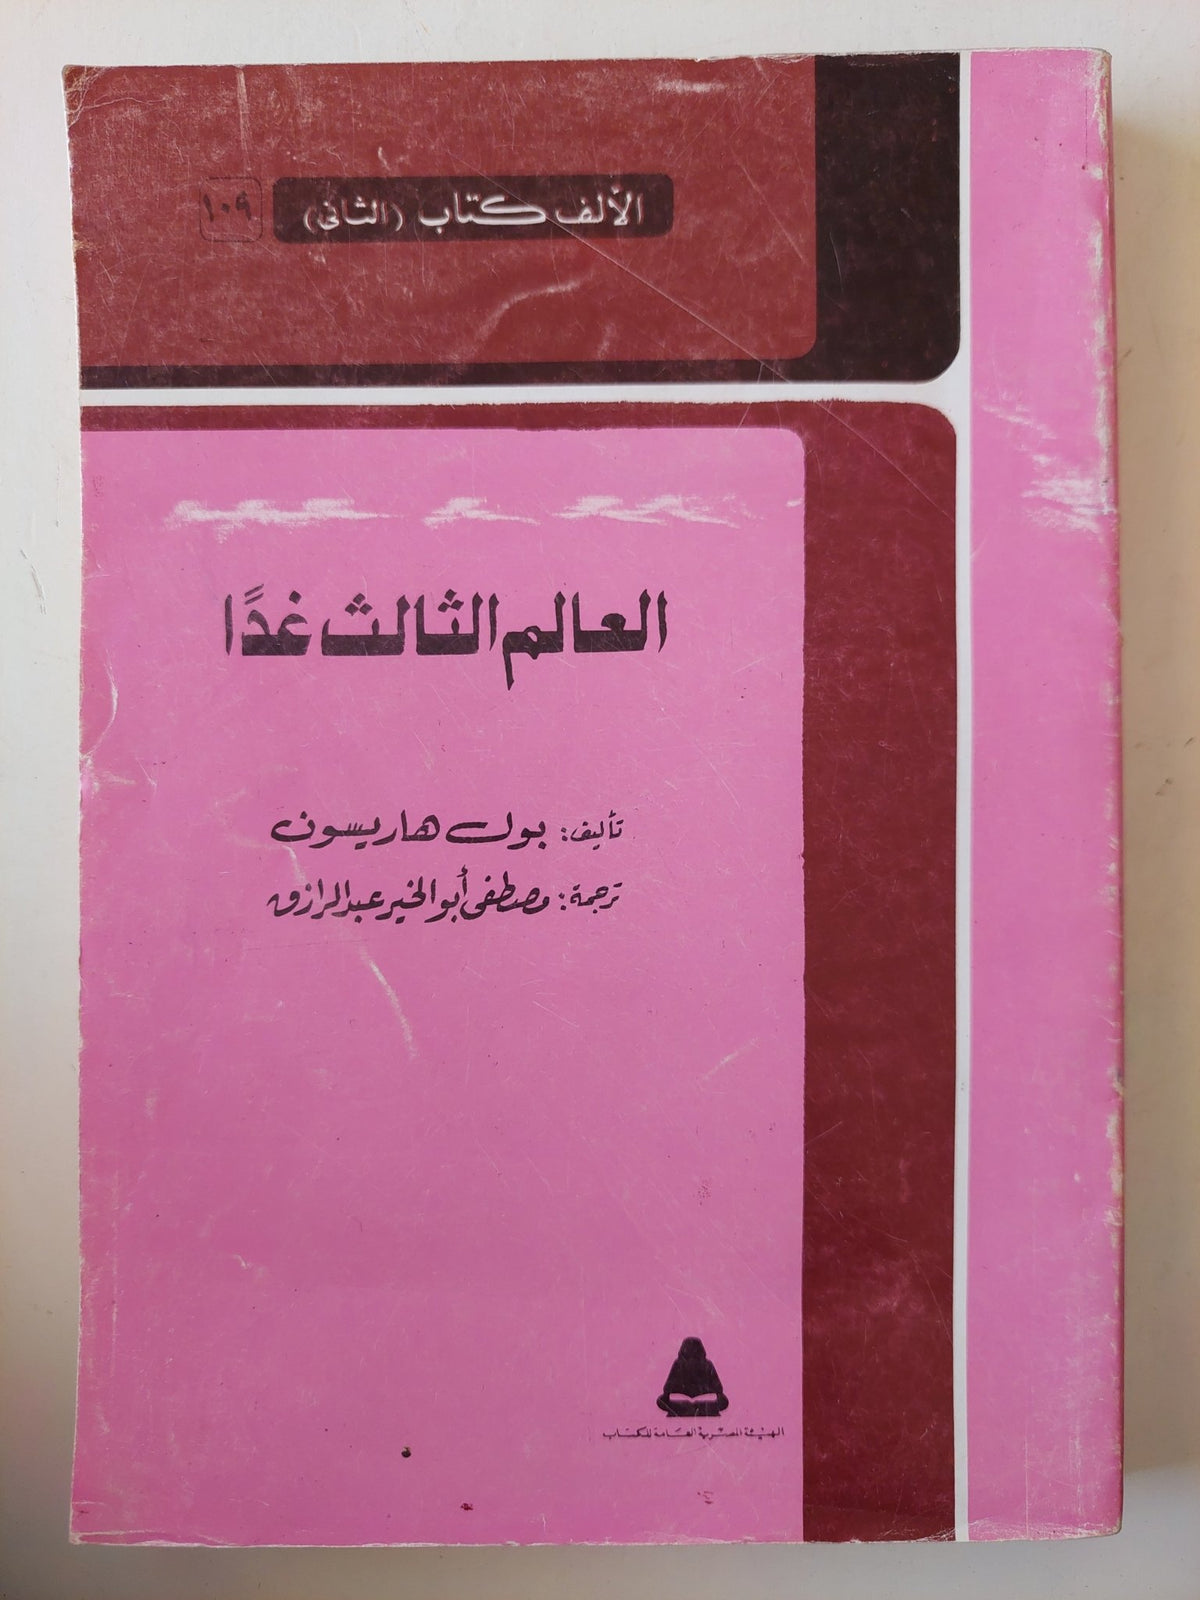 الألف كتاب (الثانى) ١٠٩
العالم الثالث غدًا
تأليف: بول هاريسون
ترجمة: مصطفى أبو الخير عبد الرازق
الهيئة المصرية العامة للكتاب